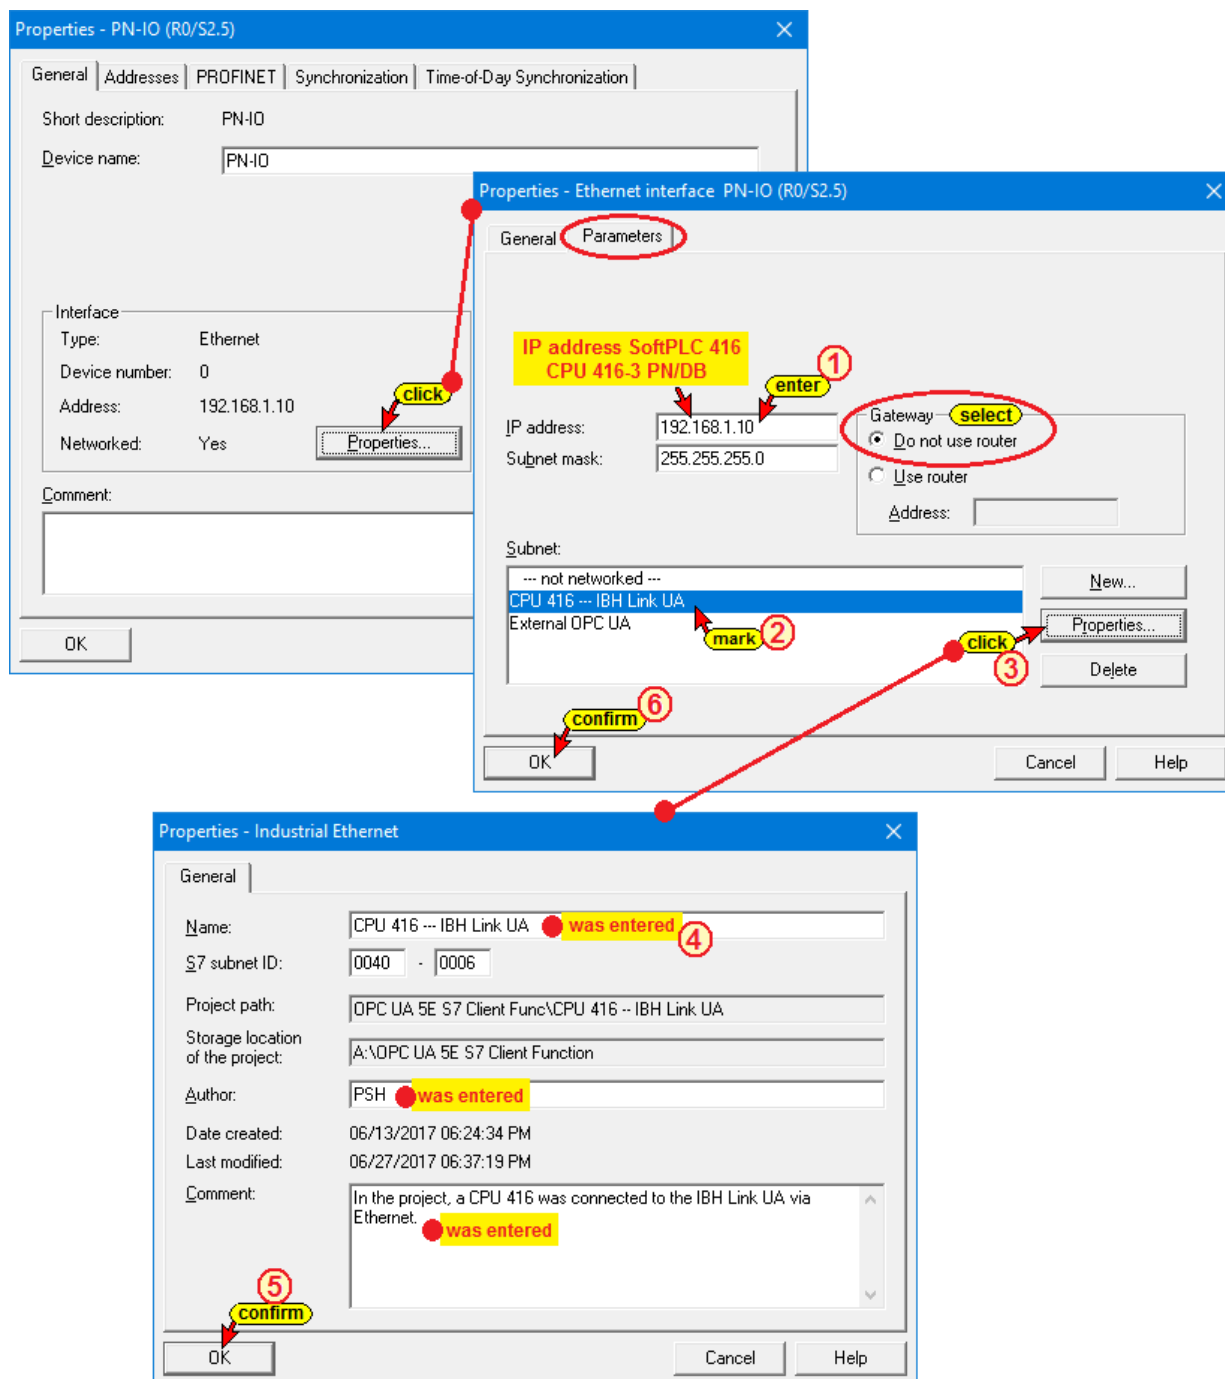 Properties - PN-IO (R0/S2.5)
General Addresses PROFINET Synchronization Time-of-Day Synchronization
Short description: PN-IO
Device name: PN-IO
Interface
Type: Ethernet
Device number: 0
Address: 192.168.1.10
Networked: Yes
click
Properties...
Comment:
OK
Properties - Ethernet interface PN-IO (R0/S2.5)
General Parameters
IP address SoftPLC 416
CPU 416-3 PN/DB
enter 1
IP address: 192.168.1.10
Subnet mask: 255.255.255.0
Gateway select
Do not use router
Use router
Address:
Subnet:
--- not networked ---
CPU 416 --- IBH Link UA
External OPC UA
mark 2
New...
Properties...
click 3
Delete
confirm 6
OK Cancel Help
Properties - Industrial Ethernet
General
Name: CPU 416 --- IBH Link UA was entered 4
S7 subnet ID: 0040 - 0006
Project path: OPC UA 5E S7 Client Func\CPU 416 -- IBH Link UA
Storage location
of the project: A:\OPC UA 5E S7 Client Function
Author: PSH was entered
Date created: 06/13/2017 06:24:34 PM
Last modified: 06/27/2017 06:37:19 PM
Comment: In the project, a CPU 416 was connected to the IBH Link UA via
Ethernet.
was entered
5
confirm
OK Cancel Help